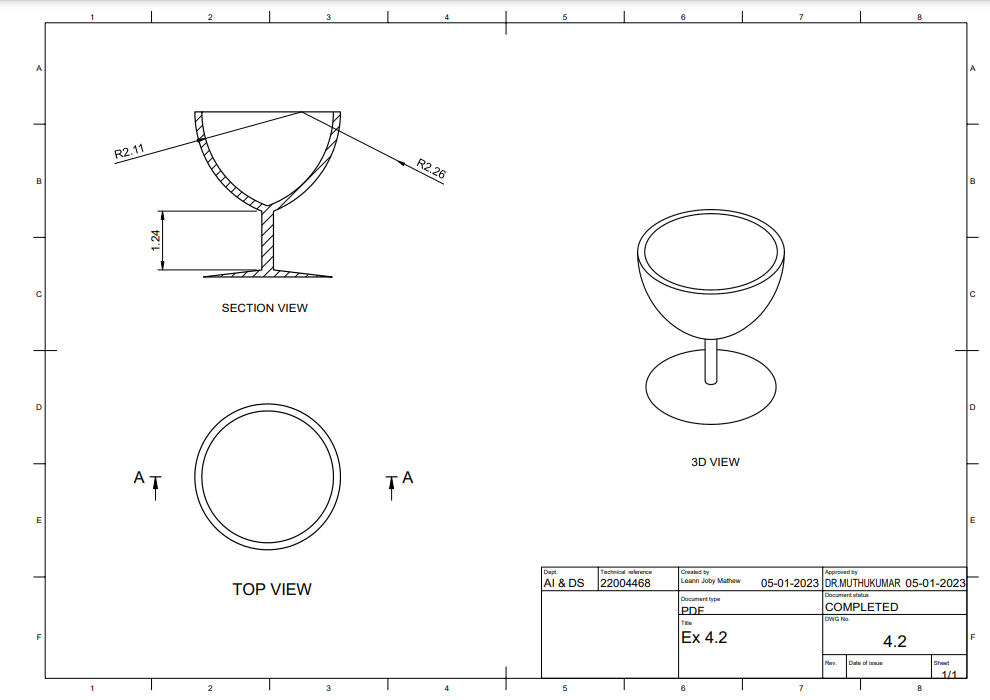 1 2 3 4 5 6 7 8
A A
R2.11
R2.26
B B
1.24
C C
SECTION VIEW
D D
3D VIEW
A A
E E
TOP VIEW
Dept. Technical reference Created by Approved by
AI & DS 22004468 Leann Joby Mathew 05-01-2023 DR.MUTHUKUMAR 05-01-2023
Document type Document status
PDF COMPLETED
Title DWG No.
Ex 4.2 4.2
F F
Rev. Date of issue Sheet
1/1
1 2 3 4 5 6 7 8